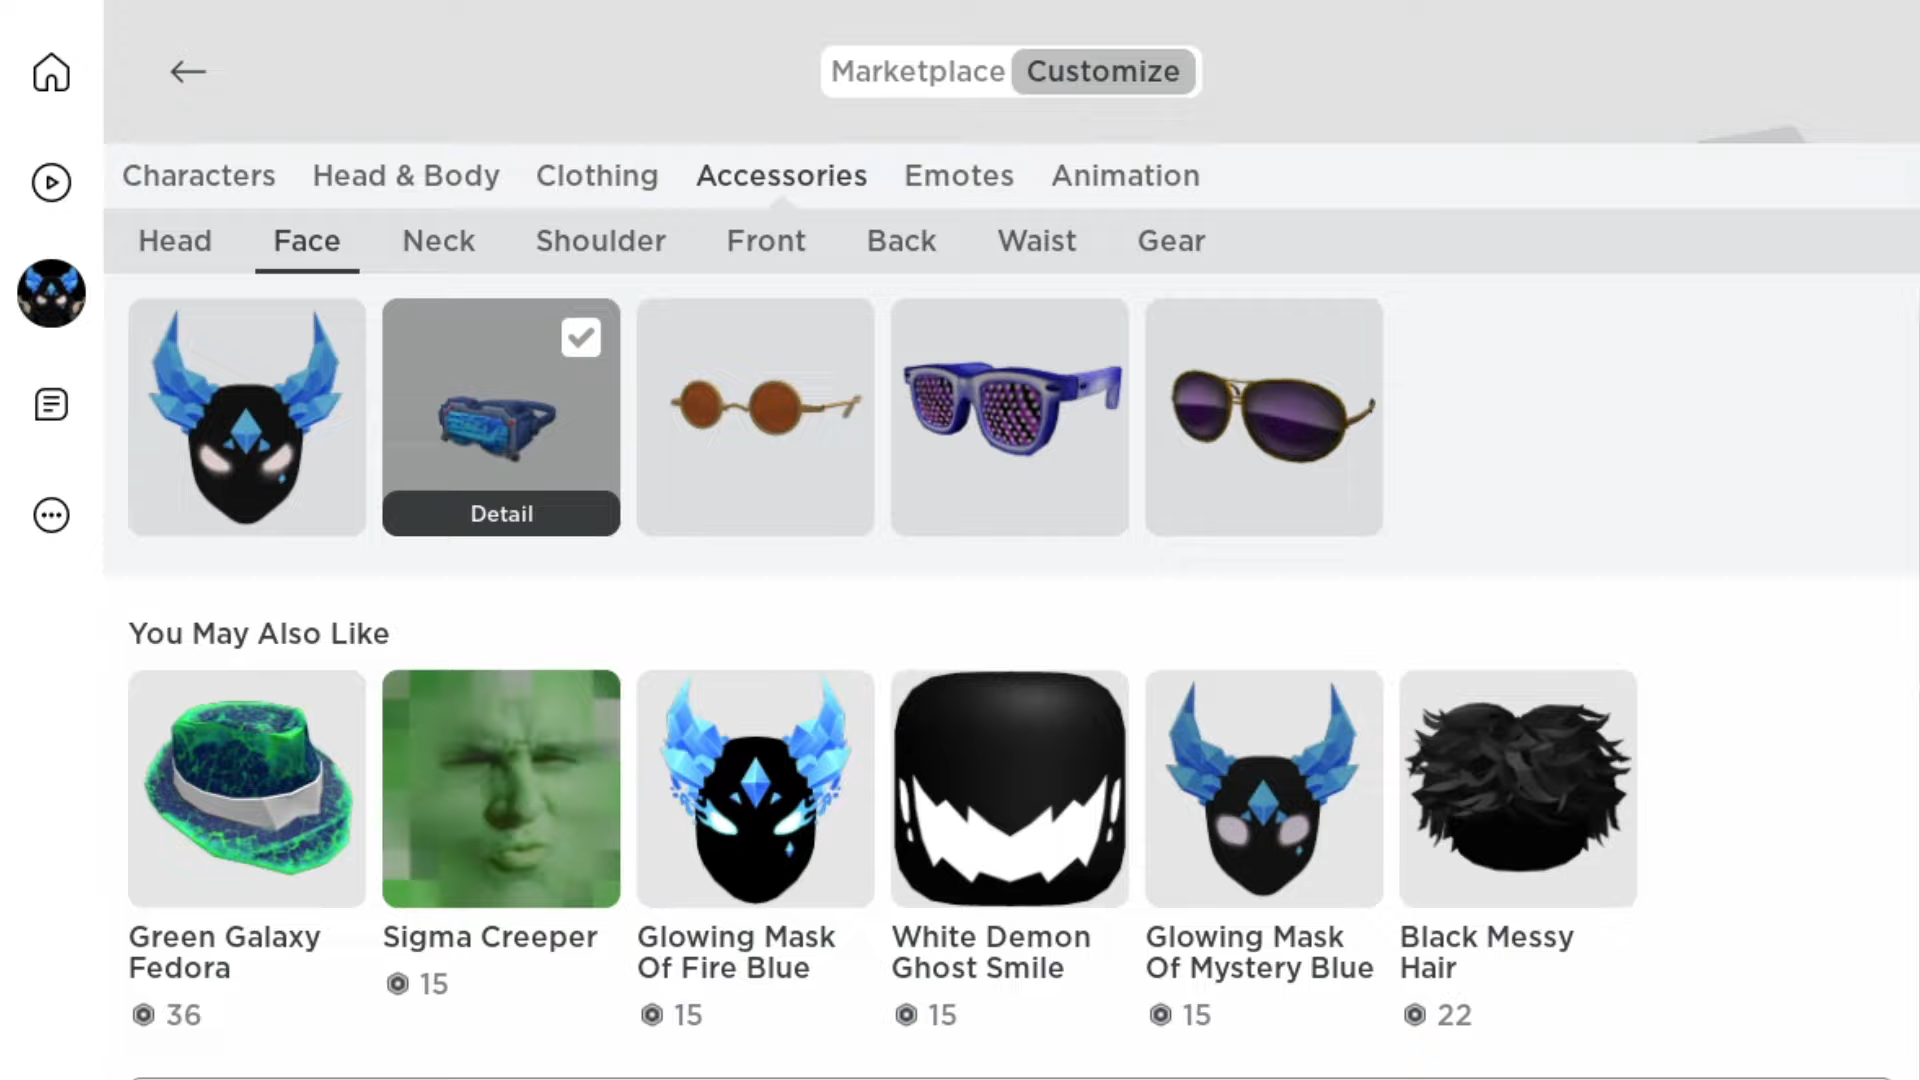 Marketplace Customize
Characters Head & Body Clothing Accessories Emotes Animation
Head Face Neck Shoulder Front Back Waist Gear
Detail
You May Also Like
Green Galaxy
Fedora
36
Sigma Creeper
15
Glowing Mask
Of Fire Blue
15
White Demon
Ghost Smile
15
Glowing Mask
Of Mystery Blue
15
Black Messy
Hair
22